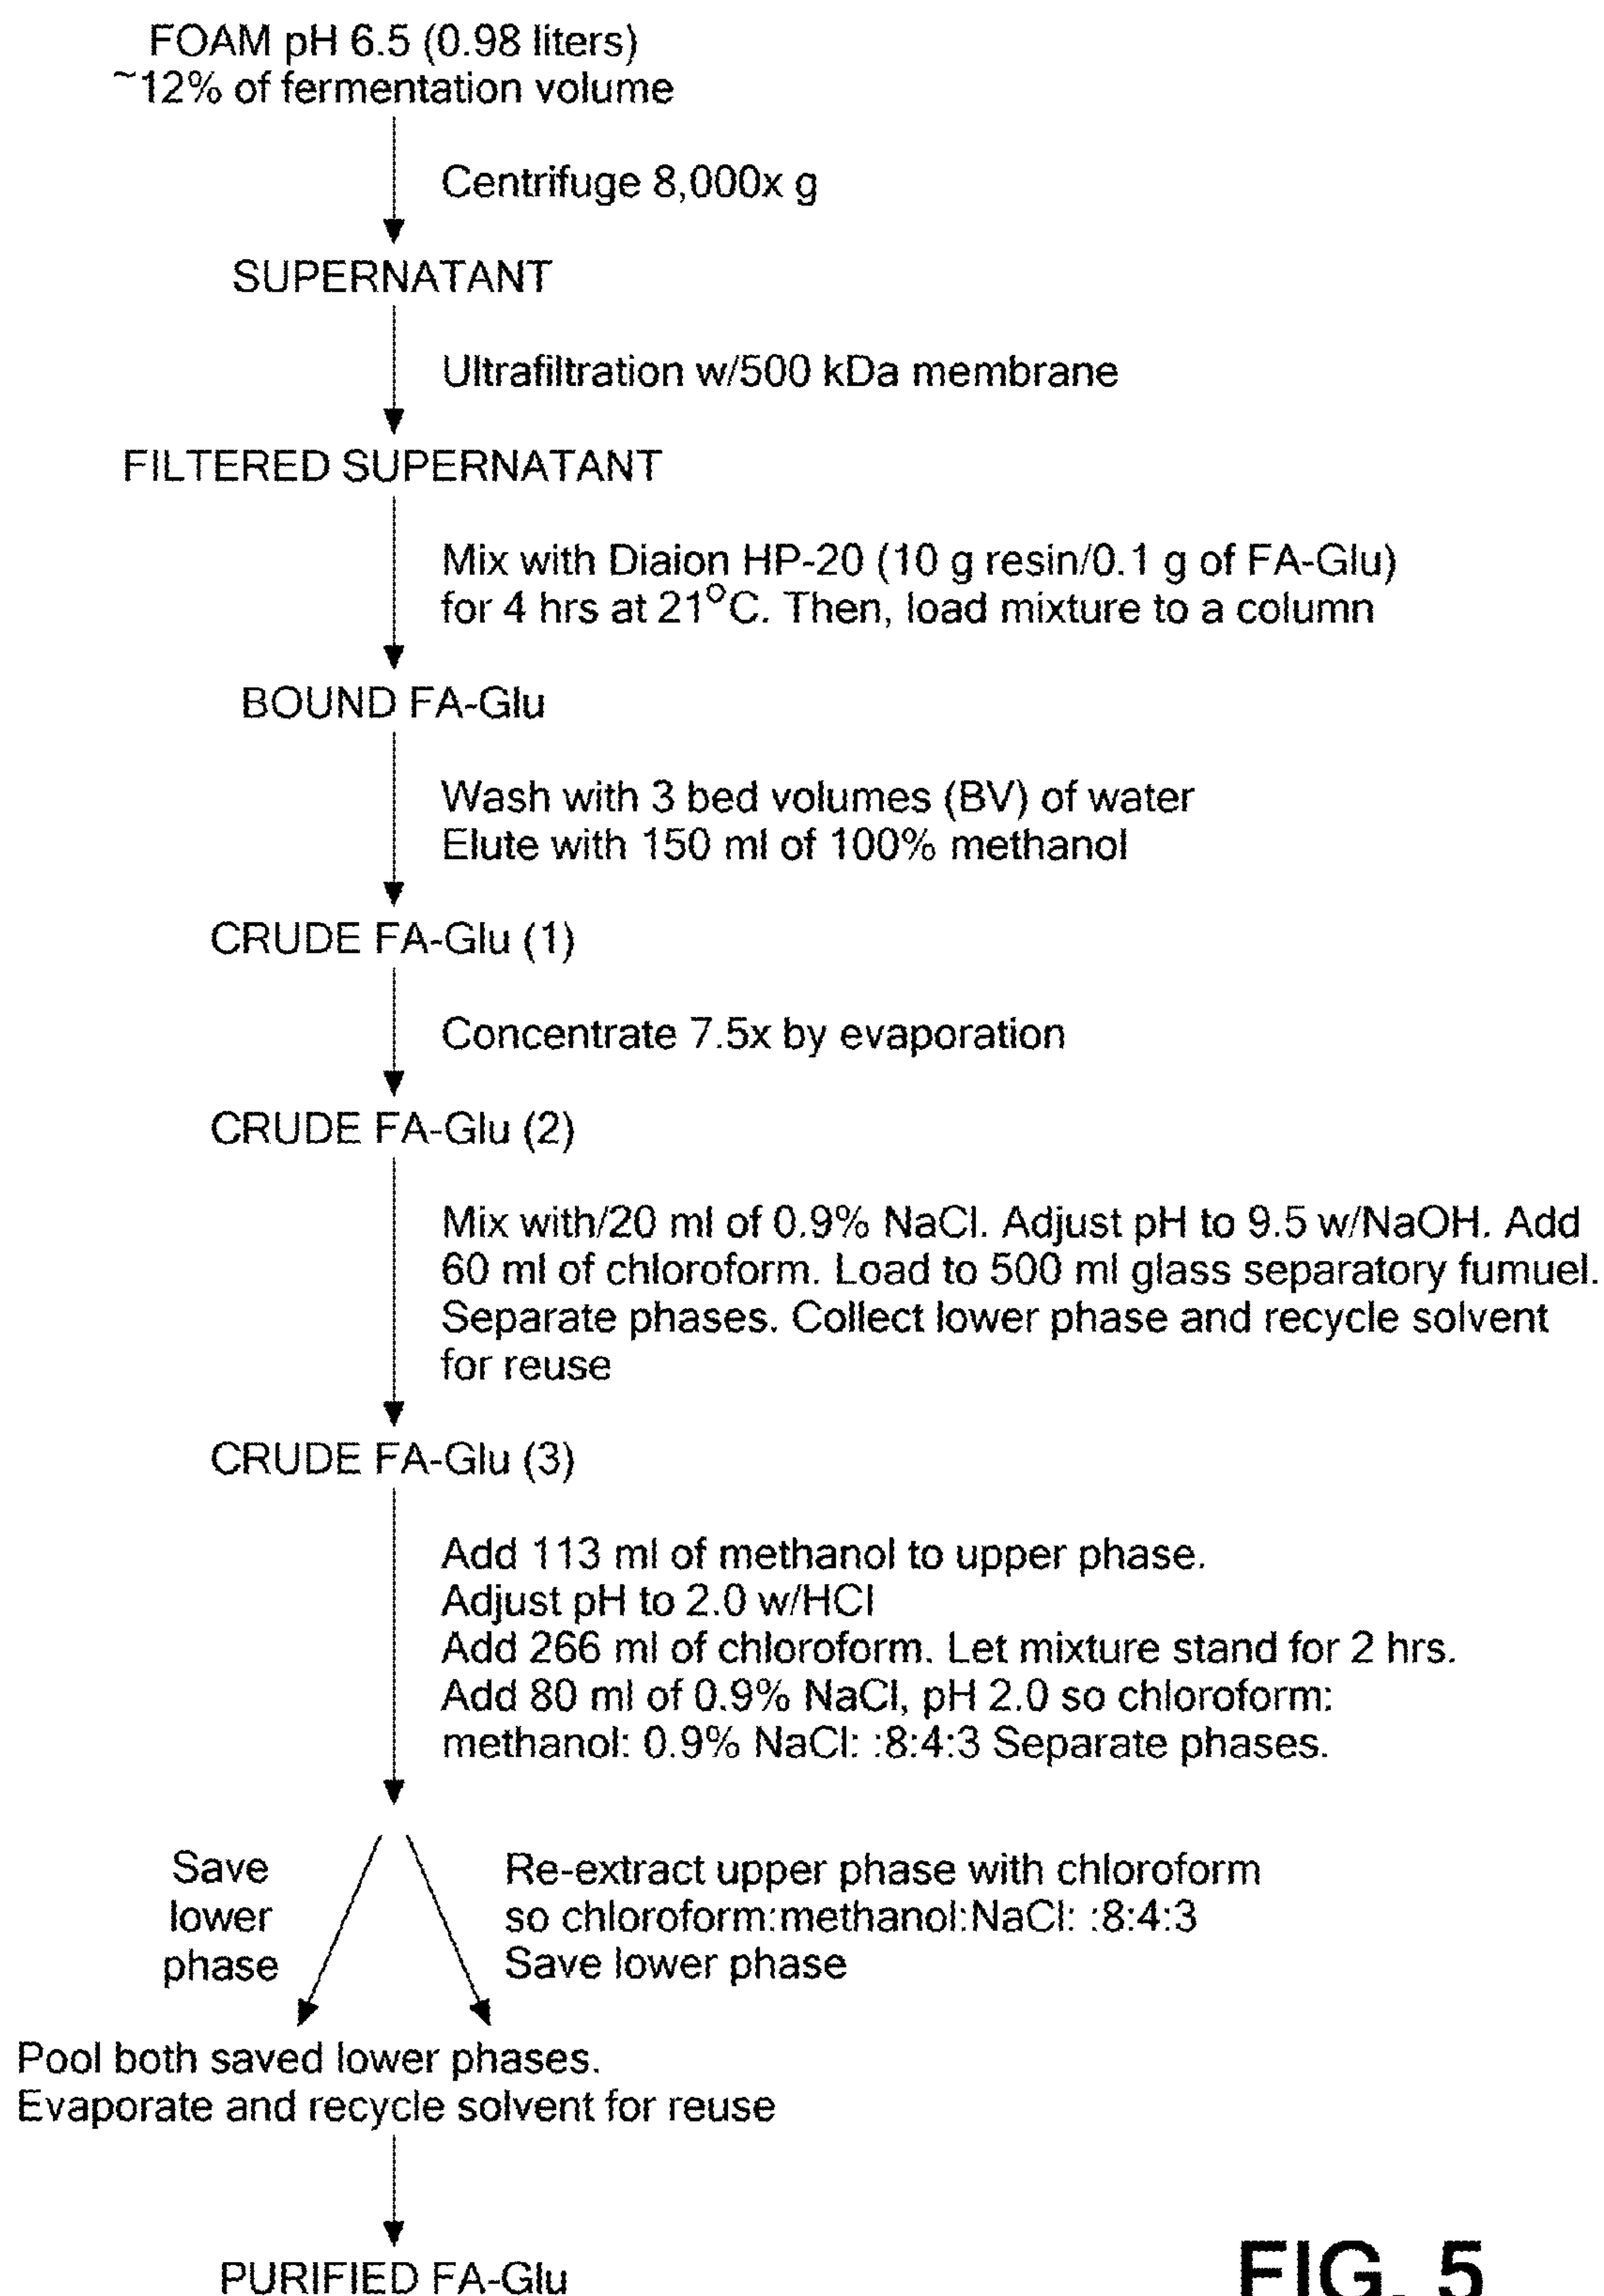 FOAM pH 6.5 (0.98 liters)
~12% of fermentation volume
Centrifuge 8,000x g
SUPERNATANT
Ultrafiltration w/500 kDa membrane
FILTERED SUPERNATANT
Mix with Diaion HP-20 (10 g resin/0.1 g of FA-Glu)
for 4 hrs at 21°C. Then, load mixture to a column
BOUND FA-Glu
Wash with 3 bed volumes (BV) of water
Elute with 150 ml of 100% methanol
CRUDE FA-Glu (1)
Concentrate 7.5x by evaporation
CRUDE FA-Glu (2)
Mix with/20 ml of 0.9% NaCl. Adjust pH to 9.5 w/NaOH. Add
60 ml of chloroform. Load to 500 ml glass separatory fumuel.
Separate phases. Collect lower phase and recycle solvent
for reuse
CRUDE FA-Glu (3)
Add 113 ml of methanol to upper phase.
Adjust pH to 2.0 w/HCl
Add 266 ml of chloroform. Let mixture stand for 2 hrs.
Add 80 ml of 0.9% NaCl, pH 2.0 so chloroform:
methanol: 0.9% NaCl: :8:4:3 Separate phases.
Save
lower
phase
Re-extract upper phase with chloroform
so chloroform:methanol:NaCl: :8:4:3
Save lower phase
Pool both saved lower phases.
Evaporate and recycle solvent for reuse
PURIFIED FA-Glu
FIG. 5